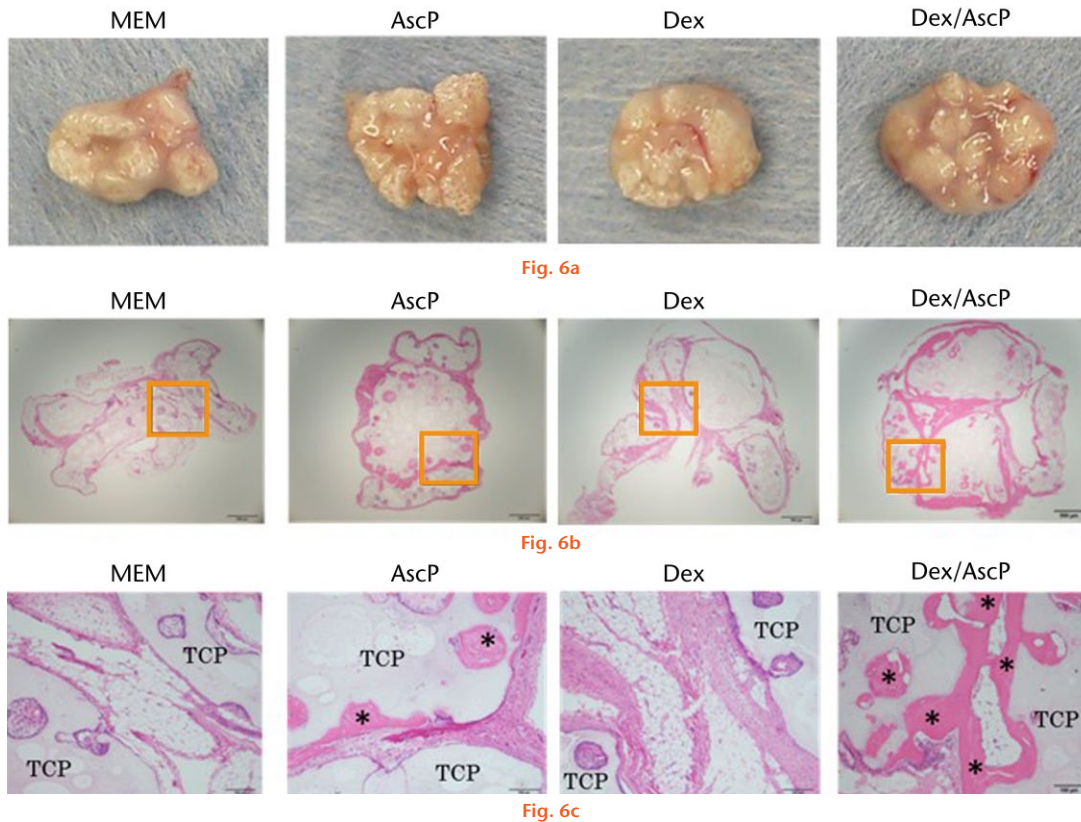 MEM AscP Dex Dex/AscP
Fig. 6a
MEM AscP Dex Dex/AscP
Fig. 6b
MEM AscP Dex Dex/AscP
TCP TCP
* TCP * TCP
TCP TCP
* TCP * * * TCP *
Fig. 6c